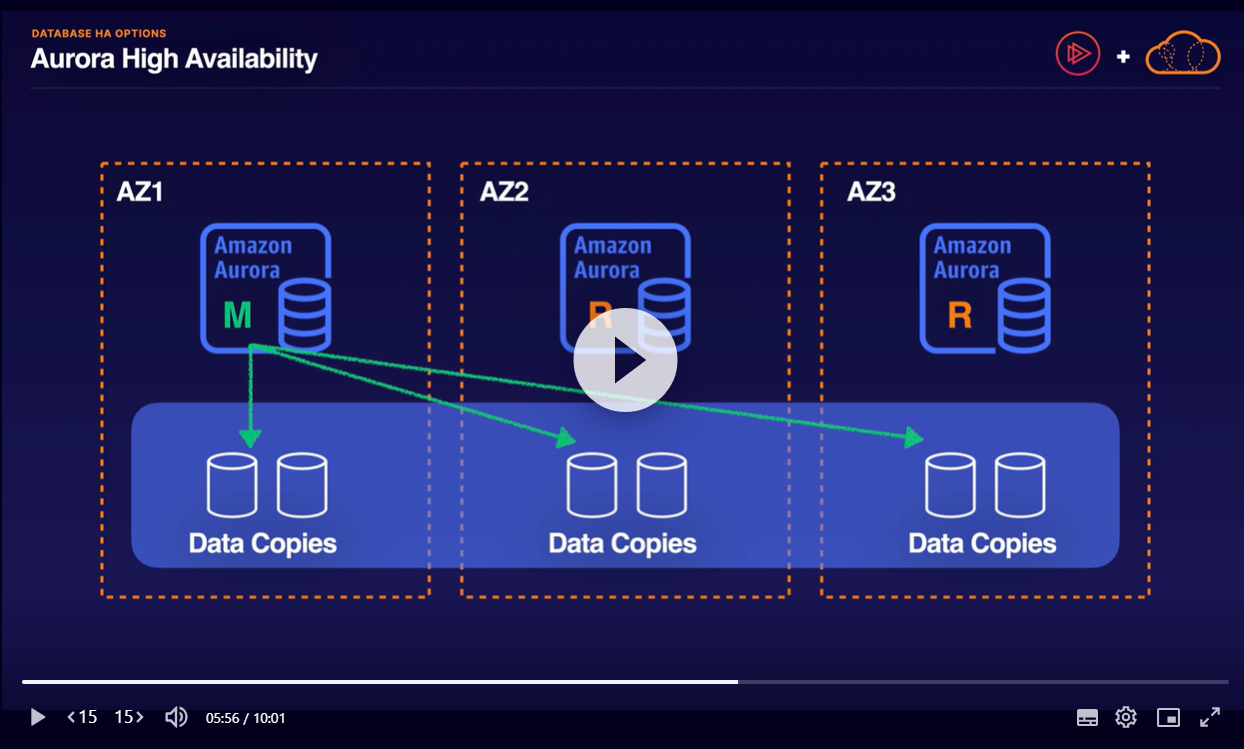 DATABASE HA OPTIONS
Aurora High Availability
AZ1
AZ2
AZ3
Amazon
Aurora
M
Amazon
Aurora
R
Amazon
Aurora
R
Data Copies
Data Copies
Data Copies
15
15
05:56 / 10:01